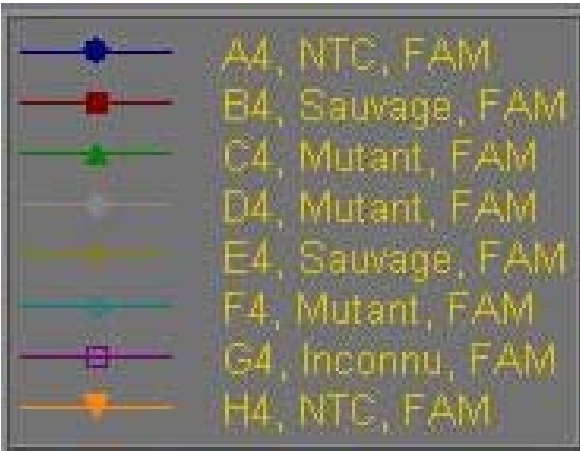 A4, NTC, FAM
B4, Sauvage, FAM
C4, Mutant, FAM
D4, Mutant, FAM
E4, Sauvage, FAM
F4, Mutant, FAM
G4, Inconnu, FAM
H4, NTC, FAM